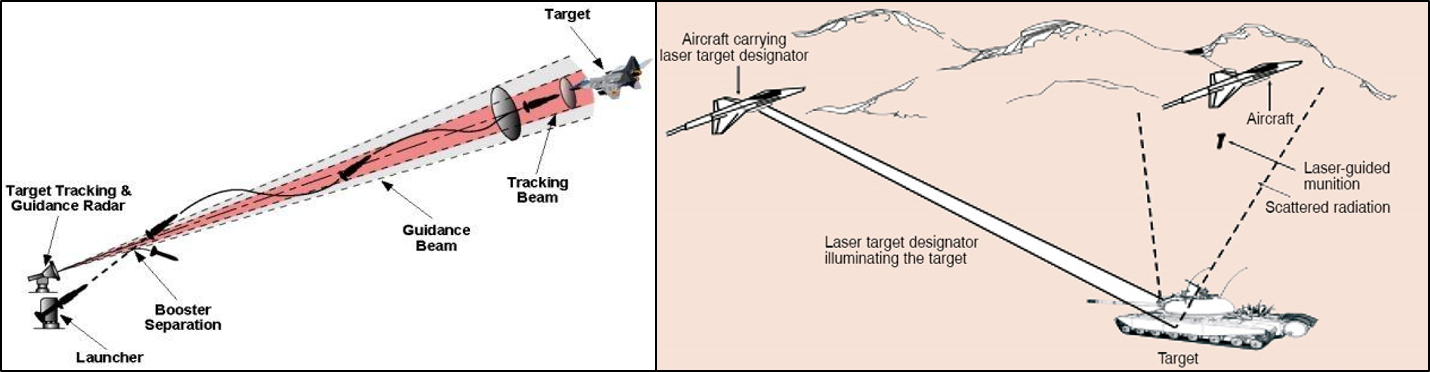 Target
Target Tracking &
Guidance Radar
Tracking
Beam
Guidance
Beam
Booster
Separation
Launcher
Aircraft carrying
laser target designator
Aircraft
Laser-guided
munition
Scattered radiation
Laser target designator
illuminating the target
Target